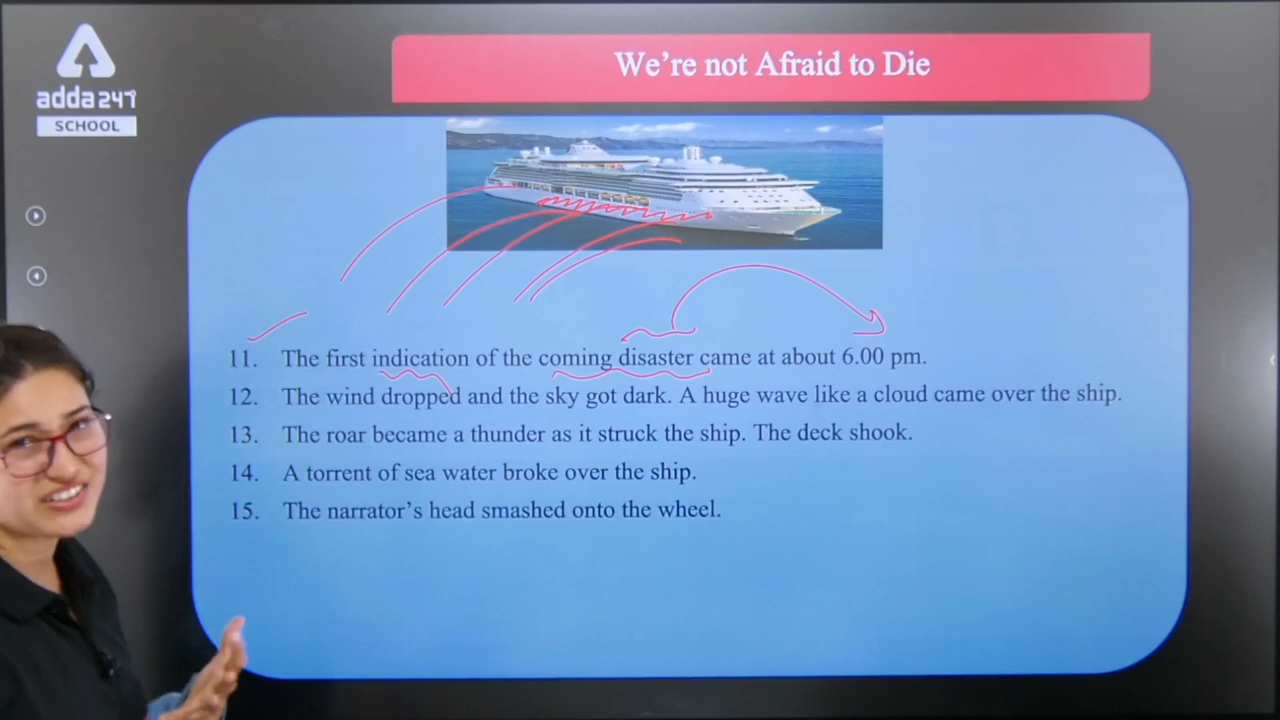 We're not Afraid to Die
adda247
SCHOOL
11. The first indication of the coming disaster came at about 6.00 pm.
12. The wind dropped and the sky got dark. A huge wave like a cloud came over the ship.
13. The roar became a thunder as it struck the ship. The deck shook.
14. A torrent of sea water broke over the ship.
15. The narrator's head smashed onto the wheel.